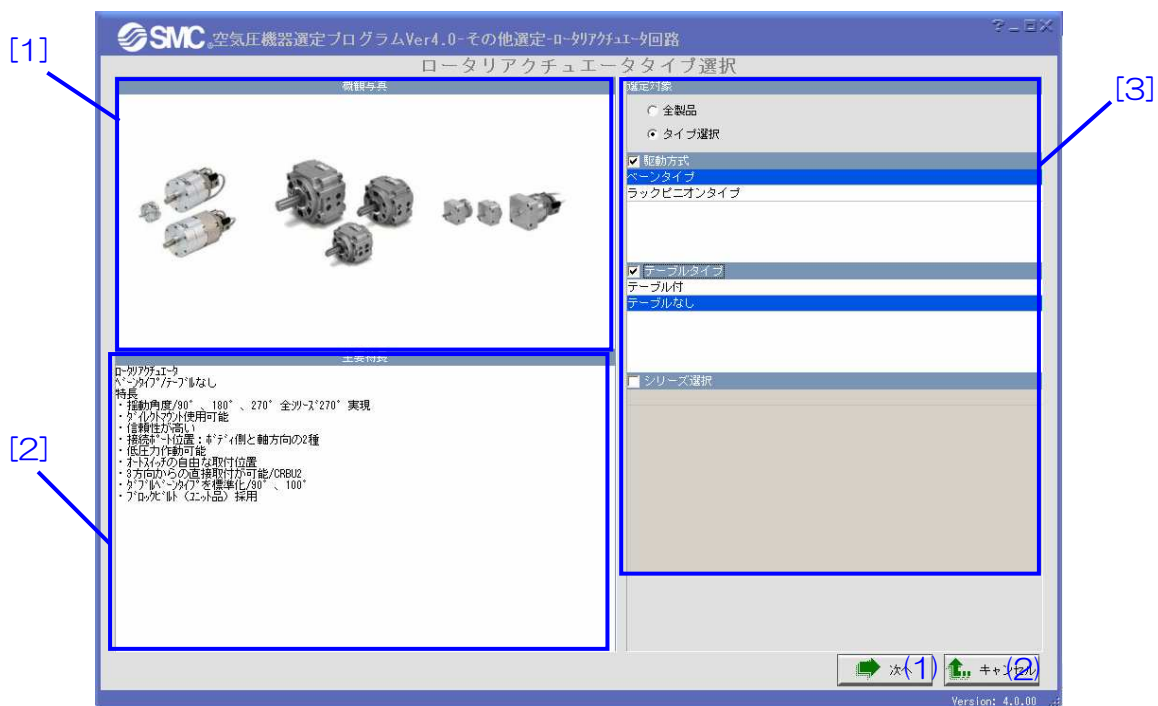 SMC 空気圧機器選定プログラムVer4.0-その他選定-ﾛｰﾀﾘｱｸﾁｭｴｰﾀ回路
ロータリアクチュエータタイプ選択
[1]
概観写真
選定対象
[3]
全製品
タイプ選択
駆動方式
ベーンタイプ
ラックピニオンタイプ
テーブルタイプ
テーブル付
テーブルなし
シリーズ選択
[2]
主要特長
ﾛｰﾀﾘｱｸﾁｭｴｰﾀ
ﾍﾞｰﾝﾀｲﾌﾟ/ﾃｰﾌﾞﾙなし
特長
・揺動角度/90°、180°、270° 全ｼﾘｰｽﾞ270° 実現
・ﾀﾞｲﾚｸﾄﾏｳﾝﾄ使用可能
・信頼性が高い
・接続ﾎﾟｰﾄ位置：ﾎﾞﾃﾞｨ側と軸方向の2種
・低圧力作動可能
・ｵｰﾄｽｲｯﾁの自由な取付位置
・3方向からの直接取付が可能/CRBU2
・ﾀﾞﾌﾞﾙﾍﾞｰﾝﾀｲﾌﾟを標準化/90°、100°
・ﾌﾞﾛｯｸﾋﾞﾙﾄ（ﾕﾆｯﾄ品）採用
次へ (1)
キャンセル (2)
Version: 4.0.00